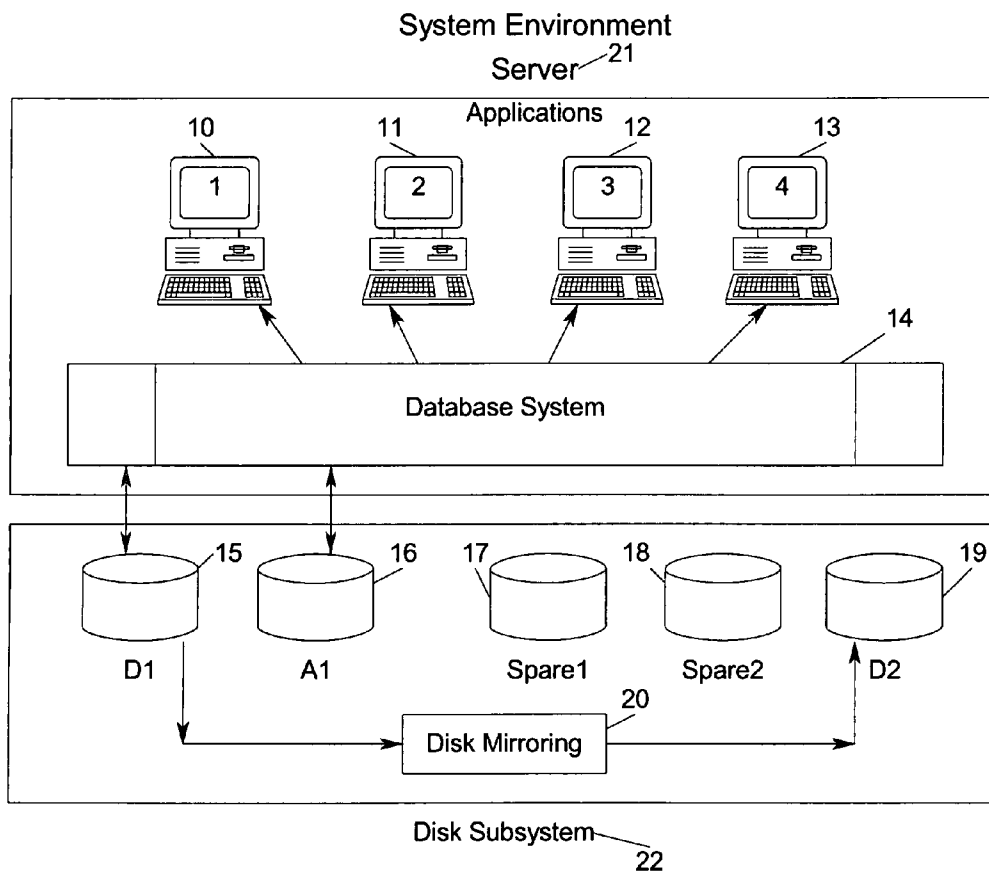 System Environment
Server 21
Applications
10 11 12 13
1 2 3 4
14
Database System
15 16 17 18 19
D1 A1 Spare1 Spare2 D2
20
Disk Mirroring
Disk Subsystem
22